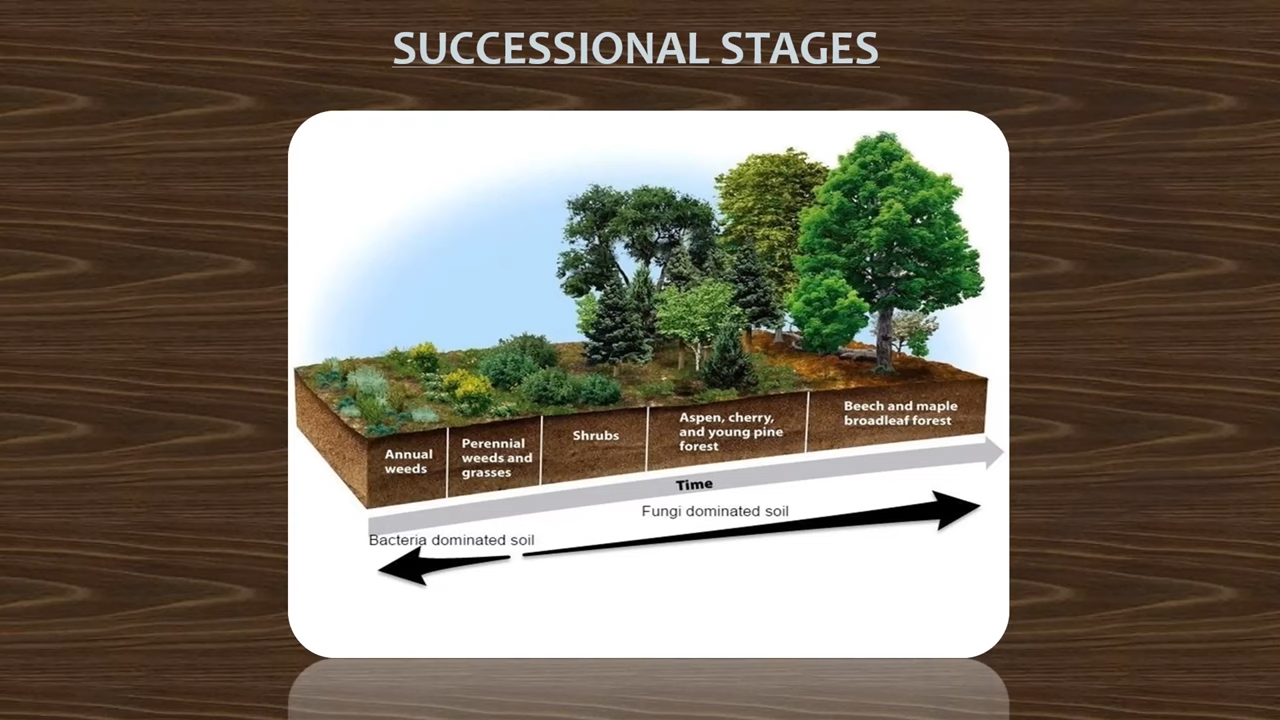 SUCCESSIONAL STAGES
Annual
weeds
Perennial
weeds and
grasses
Shrubs
Aspen, cherry,
and young pine
forest
Beech and maple
broadleaf forest
Time
Fungi dominated soil
Bacteria dominated soil